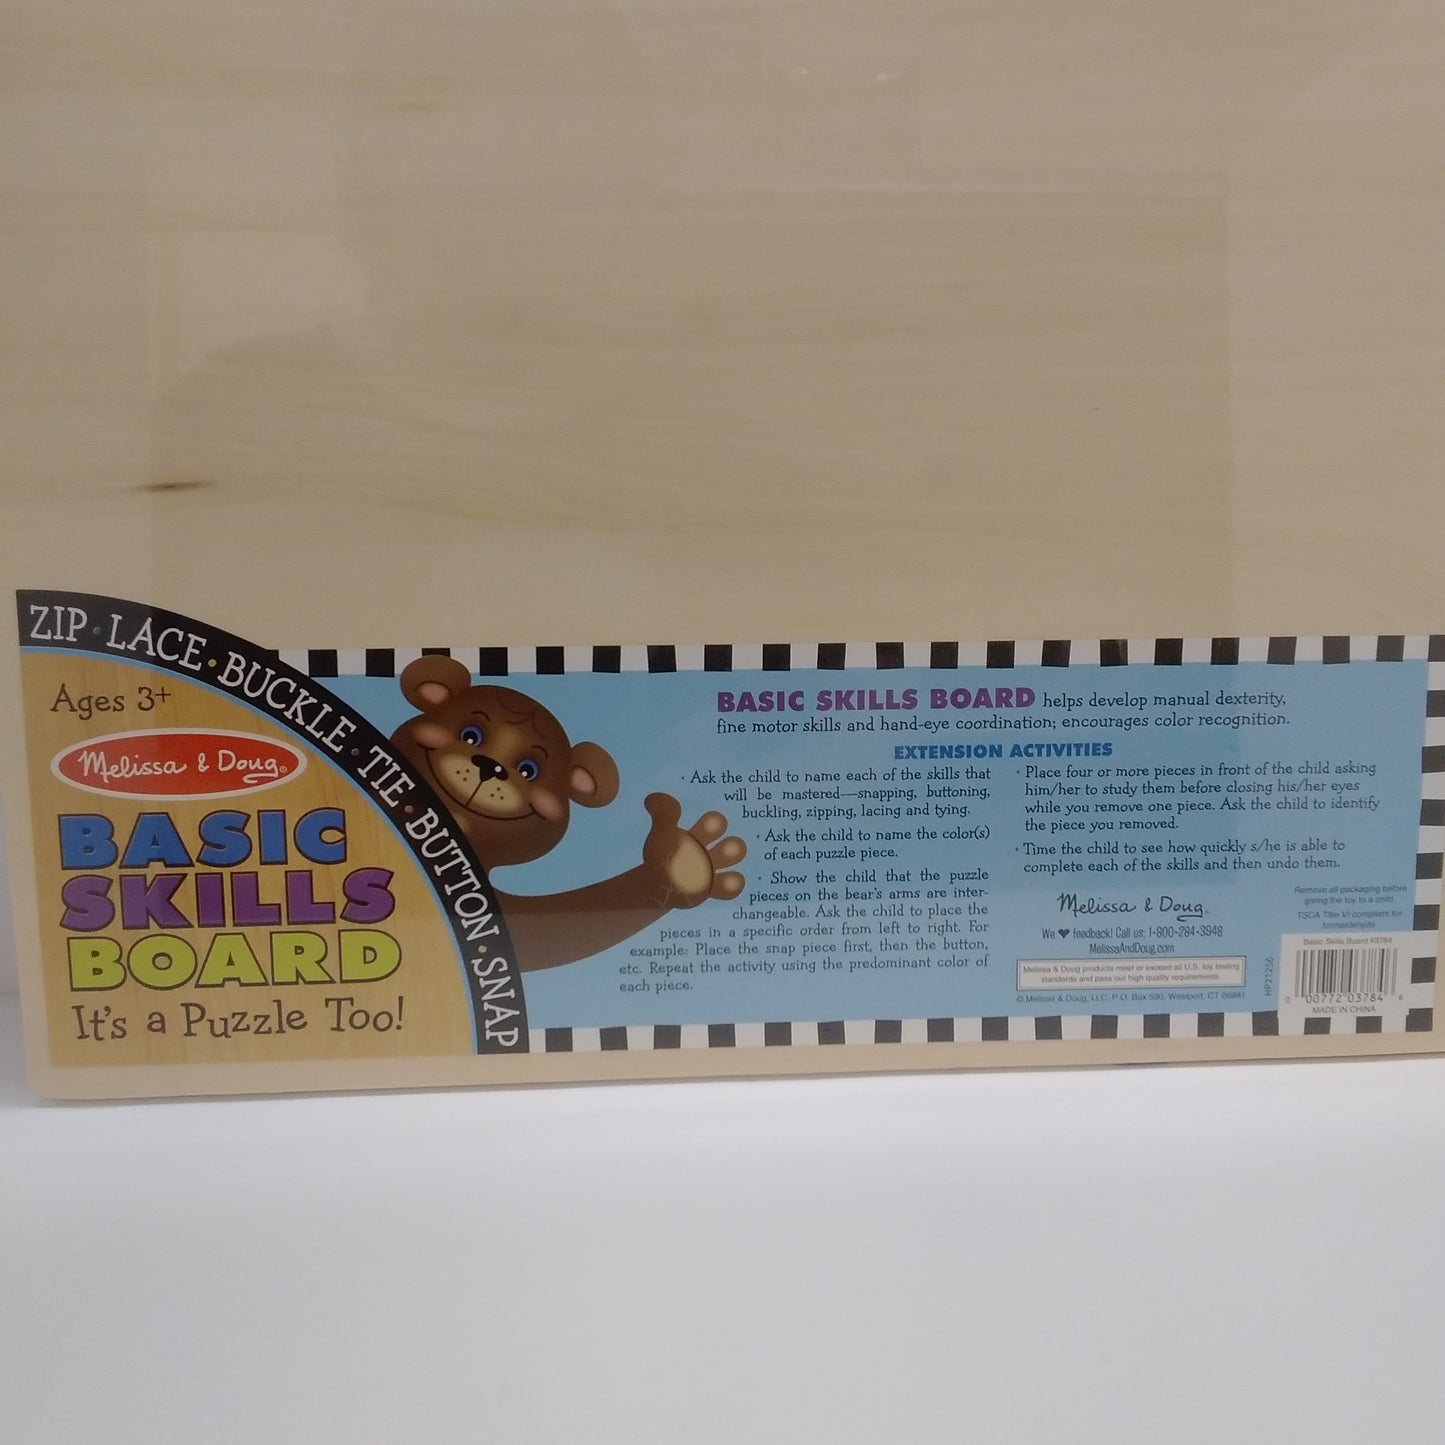 ZIP · LACE · BUCKLE · TIE · BUTTON · SNAP
Ages 3+
Melissa & Doug®
BASIC
SKILLS
BOARD
It's a Puzzle Too!
BASIC SKILLS BOARD helps develop manual dexterity,
fine motor skills and hand-eye coordination; encourages color recognition.
EXTENSION ACTIVITIES
· Ask the child to name each of the skills that
will be mastered—snapping, buttoning,
buckling, zipping, lacing and tying.
· Ask the child to name the color(s)
of each puzzle piece.
· Show the child that the puzzle
pieces on the bear's arms are inter-
changeable. Ask the child to place the
pieces in a specific order from left to right. For
example: Place the snap piece first, then the button,
etc. Repeat the activity using the predominant color of
each piece.
· Place four or more pieces in front of the child asking
him/her to study them before closing his/her eyes
while you remove one piece. Ask the child to identify
the piece you removed.
· Time the child to see how quickly s/he is able to
complete each of the skills and then undo them.
Melissa & Doug®
We ♥ feedback! Call us: 1-800-284-3948
MelissaAndDoug.com
Melissa & Doug products meet or exceed all U.S. toy testing
standards and pass our high quality requirements.
© Melissa & Doug, LLC, P.O. Box 590, Westport, CT 06881
HP2T256
Remove all packaging before
giving the toy to a child.
TSCA Title VI compliant for
formaldehyde
Basic Skills Board #3784
0 00772 03784 6
MADE IN CHINA